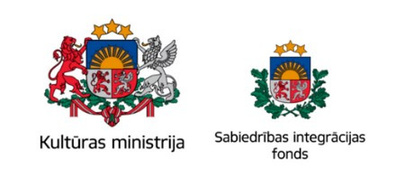 Kultūras ministrija
Sabiedrības integrācijas
fonds